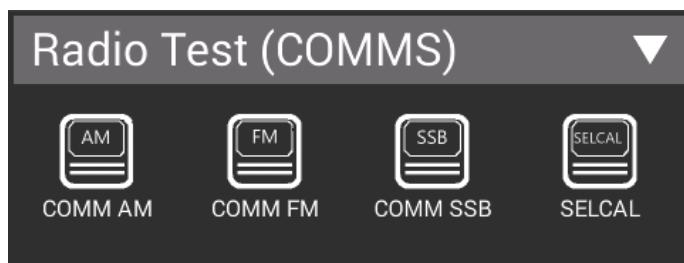 Radio Test (COMMS)
AM FM SSB SELCAL
COMM AM COMM FM COMM SSB SELCAL